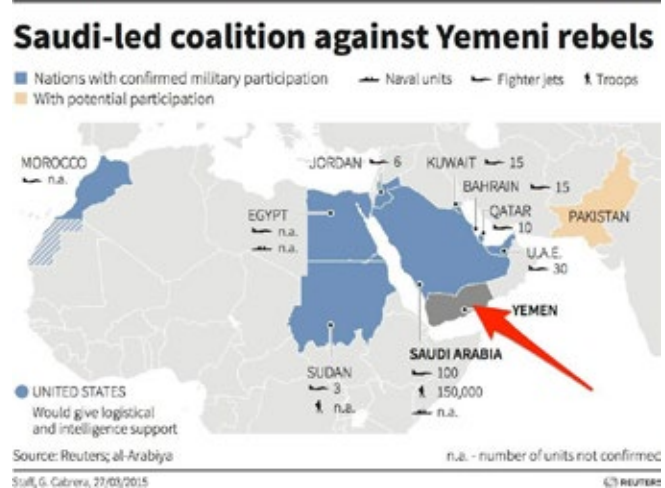 Saudi-led coalition against Yemeni rebels
Nations with confirmed military participation Naval units Fighter jets Troops
With potential participation
MOROCCO
n.a.
JORDAN 6
KUWAIT 15
BAHRAIN 15
QATAR
10
EGYPT
n.a.
n.a.
PAKISTAN
U.A.E.
30
YEMEN
SAUDI ARABIA
100
150,000
n.a.
SUDAN
3
n.a.
UNITED STATES
Would give logistical
and intelligence support
Source: Reuters; al-Arabiya
n.a. - number of units not confirmed
Staff, G. Cabrera, 27/03/2015
REUTERS